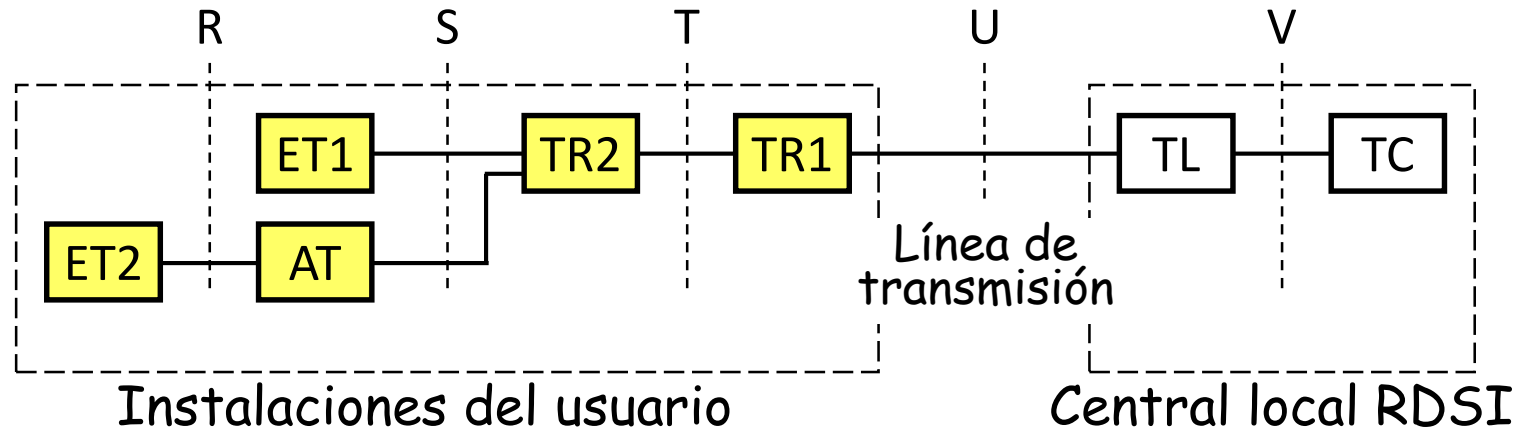 R S T U V
ET1 TR2 TR1 TL TC
ET2 AT
Línea de
transmisión
Instalaciones del usuario
Central local RDSI